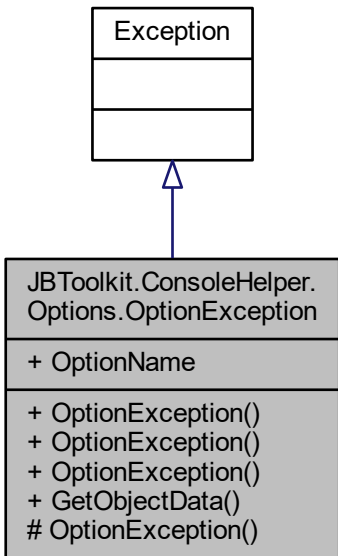 Exception
JBToolkit.ConsoleHelper.
Options.OptionException
+ OptionName
+ OptionException()
+ OptionException()
+ OptionException()
+ GetObjectData()
# OptionException()